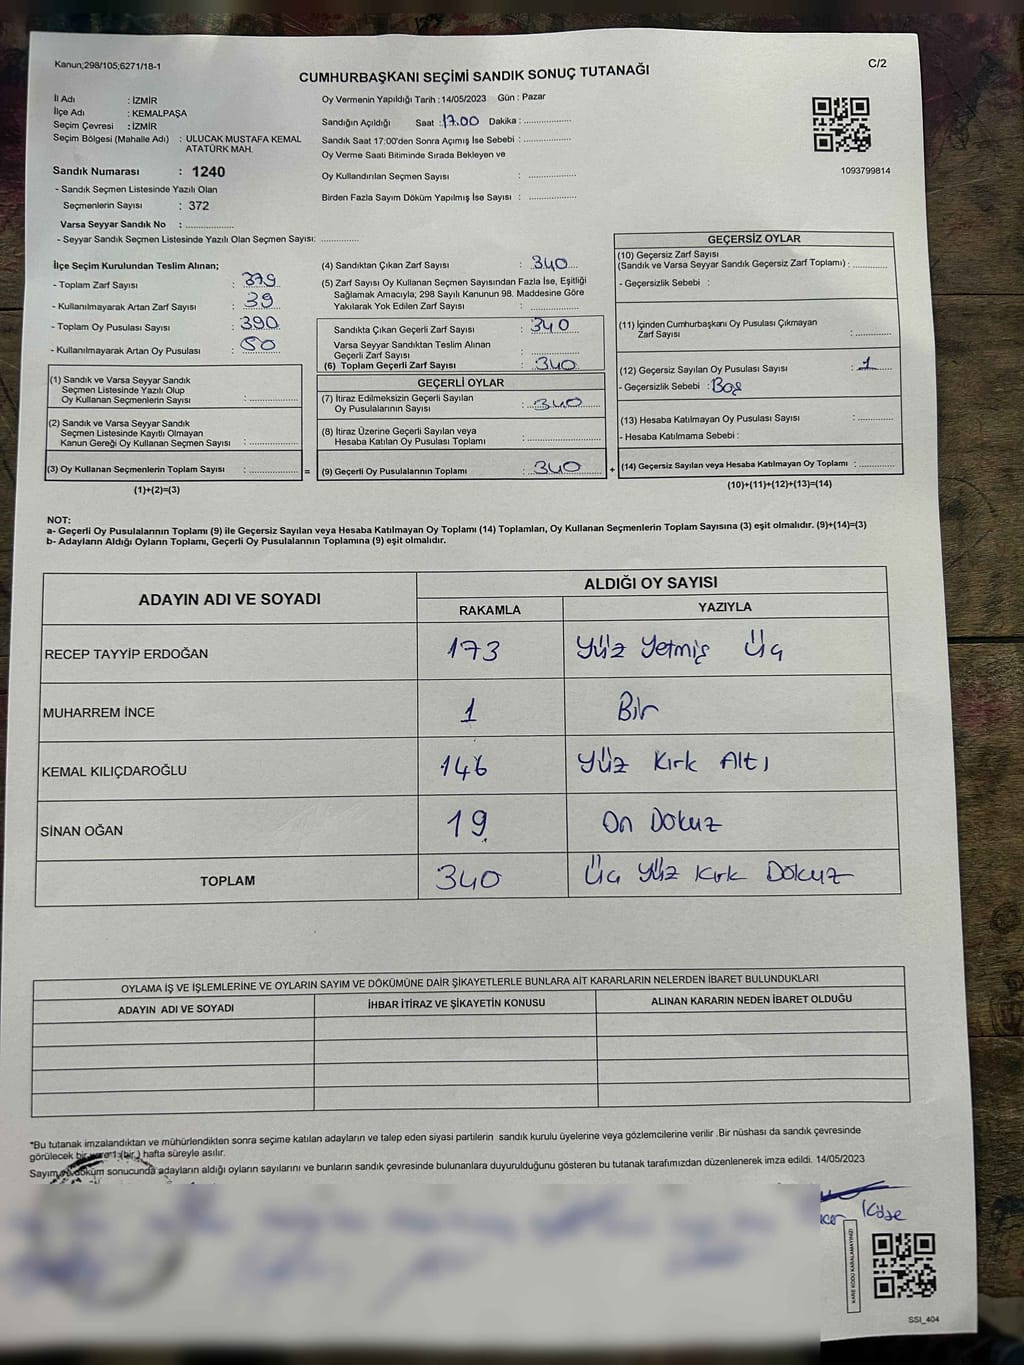 Kanun;298/105;6271/18-1
C/2
CUMHURBAŞKANI SEÇİMİ SANDIK SONUÇ TUTANAĞI
İl Adı : İZMİR
İlçe Adı : KEMALPAŞA
Seçim Çevresi : İZMİR
Seçim Bölgesi (Mahalle Adı) : ULUCAK MUSTAFA KEMAL
ATATÜRK MAH.
Sandık Numarası : 1240
- Sandık Seçmen Listesinde Yazılı Olan
Seçmenlerin Sayısı : 372
Varsa Seyyar Sandık No : ................
- Seyyar Sandık Seçmen Listesinde Yazılı Olan Seçmen Sayısı: ............
Oy Vermenin Yapıldığı Tarih :14/05/2023 Gün : Pazar
Sandığın Açıldığı Saat : 17.00 Dakika : ................
Sandık Saat 17:00'den Sonra Açımış İse Sebebi : ................
Oy Verme Saati Bitiminde Sırada Bekleyen ve
Oy Kullandırılan Seçmen Sayısı : ................
Birden Fazla Sayım Döküm Yapılmış İse Sayısı : ................
1093799814
İlçe Seçim Kurulundan Teslim Alınan;
- Toplam Zarf Sayısı : 379
- Kullanılmayarak Artan Zarf Sayısı : 39
- Toplam Oy Pusulası Sayısı : 390
- Kullanılmayarak Artan Oy Pusulası : 50
(1) Sandık ve Varsa Seyyar Sandık
Seçmen Listesinde Yazılı Olup
Oy Kullanan Seçmenlerin Sayısı : ................
(2) Sandık ve Varsa Seyyar Sandık
Seçmen Listesinde Kayıtlı Olmayan
Kanun Gereği Oy Kullanan Seçmen Sayısı : ................
(3) Oy Kullanan Seçmenlerin Toplam Sayısı : ................ =
(1)+(2)=(3)
(4) Sandıktan Çıkan Zarf Sayısı : 340
(5) Zarf Sayısı Oy Kullanan Seçmen Sayısından Fazla İse, Eşitliği
Sağlamak Amacıyla; 298 Sayılı Kanunun 98. Maddesine Göre
Yakılarak Yok Edilen Zarf Sayısı : ................
Sandıkta Çıkan Geçerli Zarf Sayısı : 340
Varsa Seyyar Sandıktan Teslim Alınan
Geçerli Zarf Sayısı : ................
(6) Toplam Geçerli Zarf Sayısı : 340
GEÇERLİ OYLAR
(7) İtiraz Edilmeksizin Geçerli Sayılan
Oy Pusulalarının Sayısı : 340
(8) İtiraz Üzerine Geçerli Sayılan veya
Hesaba Katılan Oy Pusulası Toplamı : ................
(9) Geçerli Oy Pusulalarının Toplamı : 340 +
GEÇERSİZ OYLAR
(10) Geçersiz Zarf Sayısı
(Sandık ve Varsa Seyyar Sandık Geçersiz Zarf Toplamı) : ............
- Geçersizlik Sebebi :
(11) İçinden Cumhurbaşkanı Oy Pusulası Çıkmayan
Zarf Sayısı : ............
(12) Geçersiz Sayılan Oy Pusulası Sayısı : 1
- Geçersizlik Sebebi : Boş
(13) Hesaba Katılmayan Oy Pusulası Sayısı : ............
- Hesaba Katılmama Sebebi :
(14) Geçersiz Sayılan veya Hesaba Katılmayan Oy Toplamı : ............
(10)+(11)+(12)+(13)=(14)
NOT:
a- Geçerli Oy Pusulalarının Toplamı (9) ile Geçersiz Sayılan veya Hesaba Katılmayan Oy Toplamı (14) Toplamları, Oy Kullanan Seçmenlerin Toplam Sayısına (3) eşit olmalıdır. (9)+(14)=(3)
b- Adayların Aldığı Oyların Toplamı, Geçerli Oy Pusulalarının Toplamına (9) eşit olmalıdır.
ADAYIN ADI VE SOYADI
ALDIĞI OY SAYISI
RAKAMLA YAZIYLA
RECEP TAYYİP ERDOĞAN 173 Yüz Yetmiş Üç
MUHARREM İNCE 1 Bir
KEMAL KILIÇDAROĞLU 146 Yüz Kırk Altı
SİNAN OĞAN 19 On Dokuz
TOPLAM 340 Üç Yüz Kırk Dokuz
OYLAMA İŞ VE İŞLEMLERİNE VE OYLARIN SAYIM VE DÖKÜMÜNE DAİR ŞİKAYETLERLE BUNLARA AİT KARARLARIN NELERDEN İBARET BULUNDUKLARI
ADAYIN ADI VE SOYADI İHBAR İTİRAZ VE ŞİKAYETİN KONUSU ALINAN KARARIN NEDEN İBARET OLDUĞU
*Bu tutanak imzalandıktan ve mühürlendikten sonra seçime katılan adayların ve talep eden siyasi partilerin sandık kurulu üyelerine veya gözlemcilerine verilir .Bir nüshası da sandık çevresinde
görülecek bir yere 1 (bir ) hafta süreyle asılır.
Sayım ve döküm sonucunda adayların aldığı oyların sayılarını ve bunların sandık çevresinde bulunanlara duyurulduğunu gösteren bu tutanak tarafımızdan düzenlenerek imza edildi. 14/05/2023
Köse
KARE KODU KARALAMAYINIZ!
SSI_404